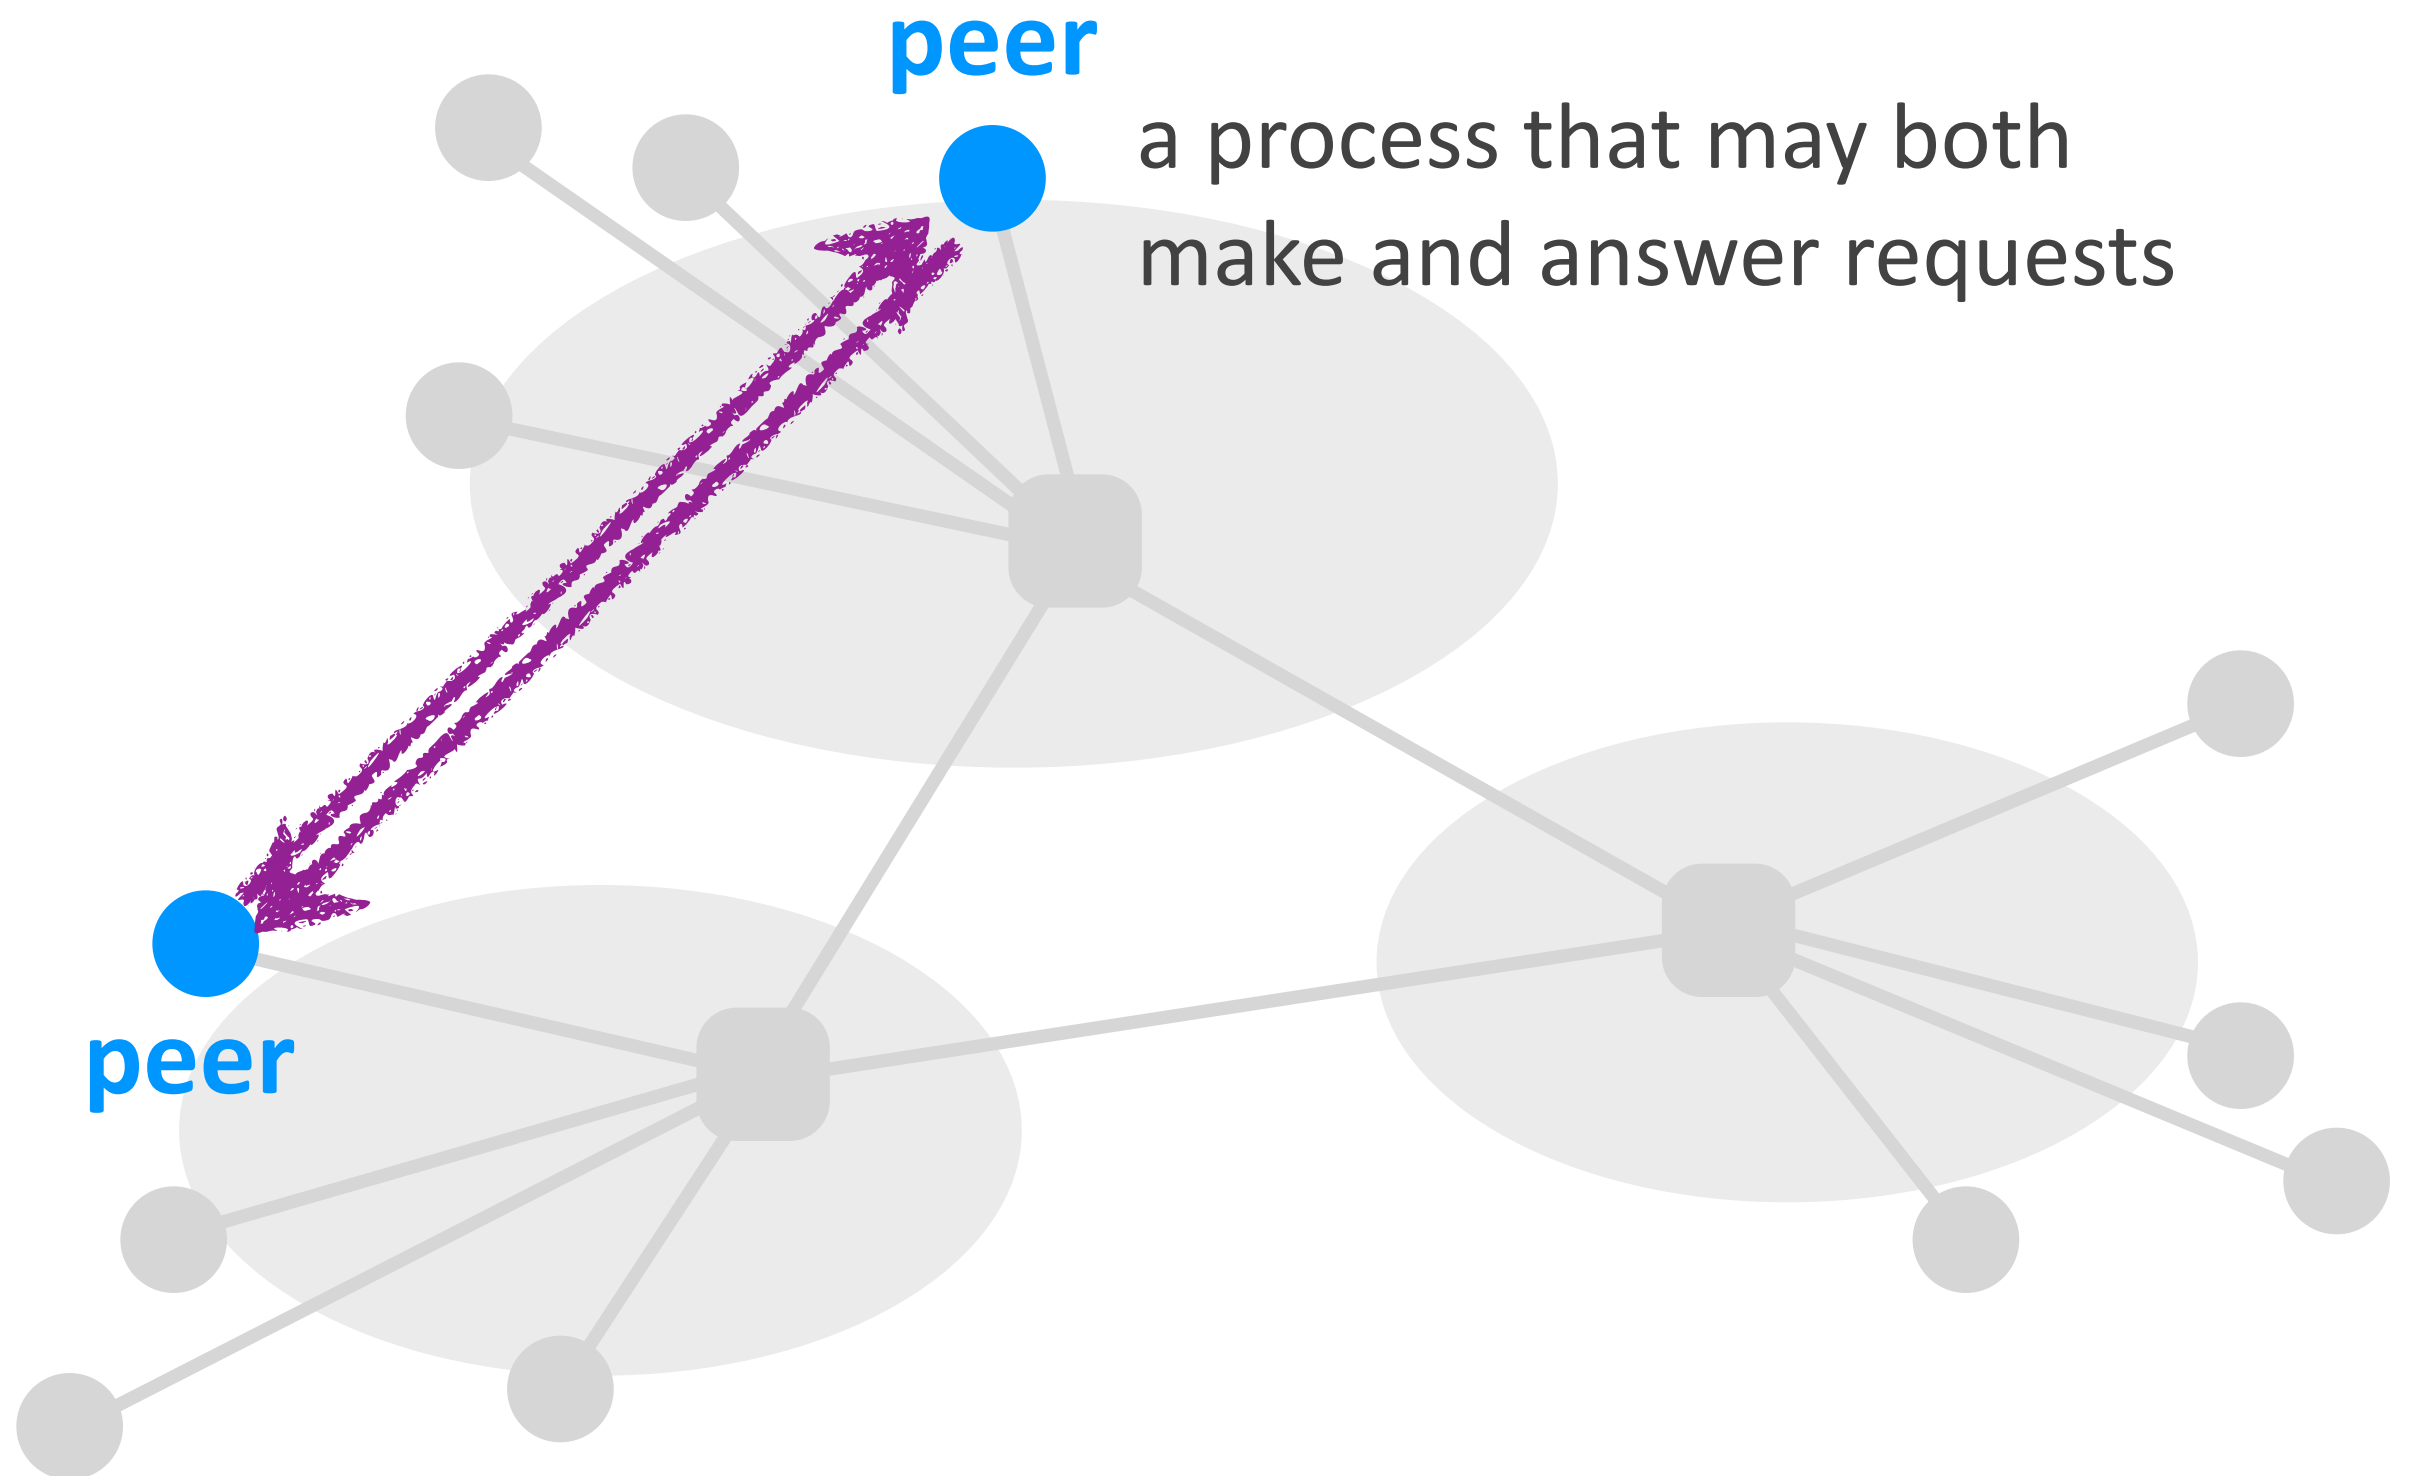 peer
a process that may both
make and answer requests
peer